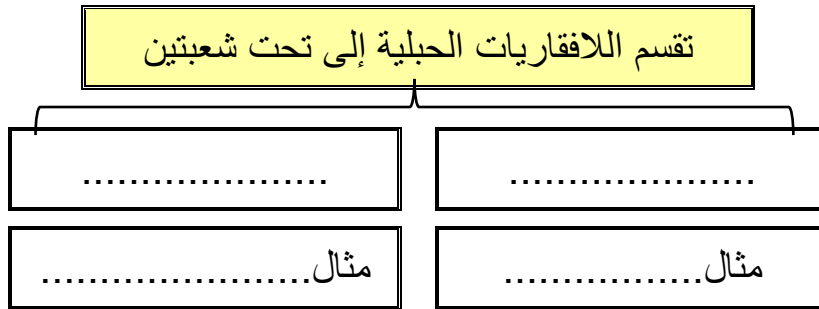 تقسم اللافقاريات الحبلية إلى تحت شعبتين
.....................
.....................
مثال.................
مثال.......................